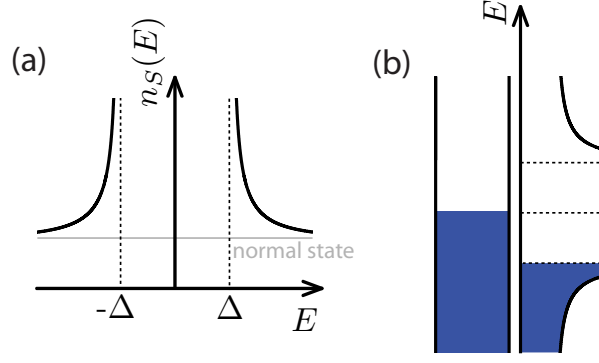 (a)
n_S(E)
normal state
-Δ
Δ
E
(b)
E